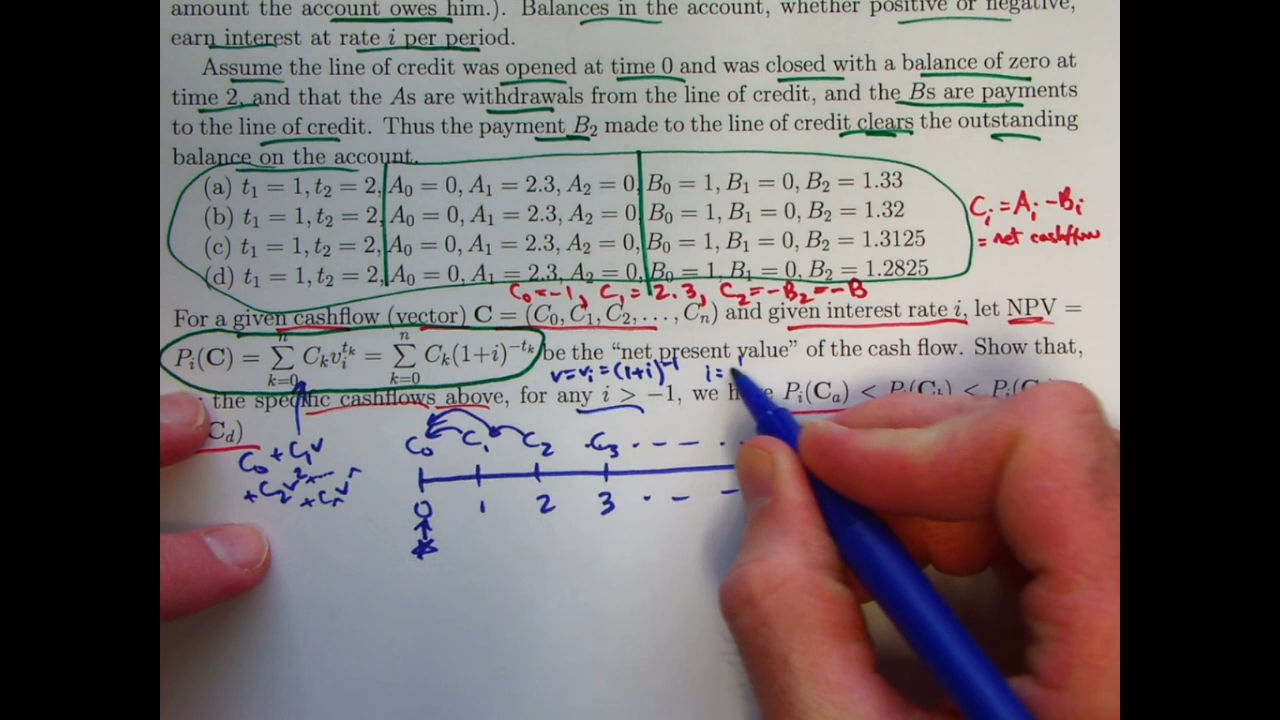 amount the account owes him.). Balances in the account, whether positive or negative,
earn interest at rate i per period.
Assume the line of credit was opened at time 0 and was closed with a balance of zero at
time 2, and that the As are withdrawals from the line of credit, and the Bs are payments
to the line of credit. Thus the payment B₂ made to the line of credit clears the outstanding
balance on the account.
(a) t₁ = 1, t₂ = 2, A₀ = 0, A₁ = 2.3, A₂ = 0, B₀ = 1, B₁ = 0, B₂ = 1.33
(b) t₁ = 1, t₂ = 2, A₀ = 0, A₁ = 2.3, A₂ = 0, B₀ = 1, B₁ = 0, B₂ = 1.32
(c) t₁ = 1, t₂ = 2, A₀ = 0, A₁ = 2.3, A₂ = 0, B₀ = 1, B₁ = 0, B₂ = 1.3125
(d) t₁ = 1, t₂ = 2, A₀ = 0, A₁ = 2.3, A₂ = 0, B₀ = 1, B₁ = 0, B₂ = 1.2825
Cᵢ = Aᵢ - Bᵢ
= net cashflow
C₀ = -1, C₁ = 2.3, C₂ = -B₂ = -B
For a given cashflow (vector) C = (C₀, C₁, C₂, . . . , Cₙ) and given interest rate i, let NPV =
Pᵢ(C) = ∑ₖ₌₀ⁿ Cₖvᵢ^{tₖ} = ∑ₖ₌₀ⁿ Cₖ(1+i)^{-tₖ} be the “net present value” of the cash flow. Show that,
v = vᵢ = (1+i)⁻¹ i =
the specific cashflows above, for any i > −1, we Pᵢ(Cₐ) < <
C_d)
C₀ + C₁v
+ C₂v² + ...
+ Cₙvⁿ
C₀ C₁ C₂ C₃
0 1 2 3